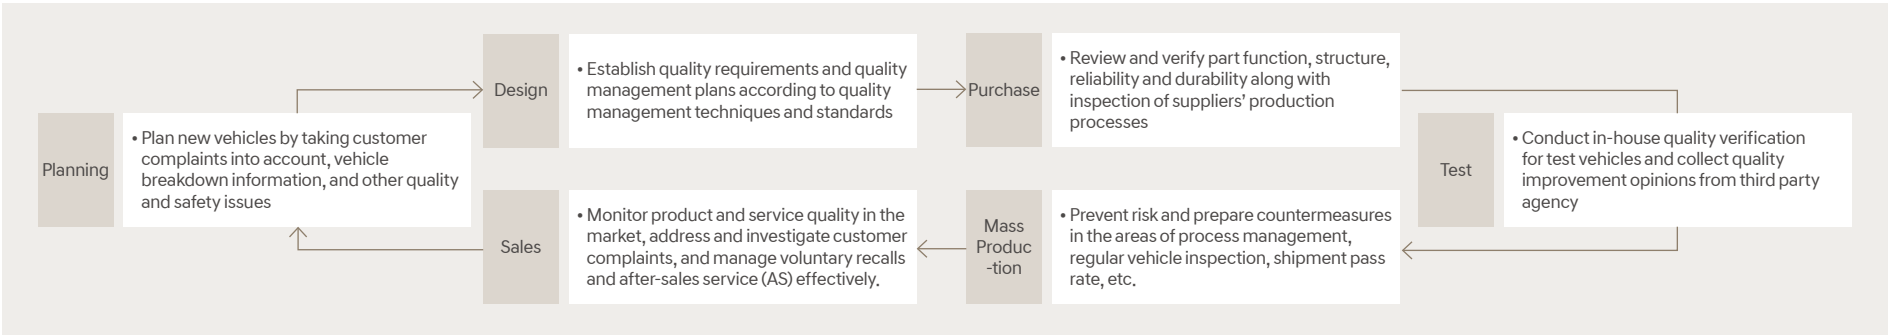 Planning
• Plan new vehicles by taking customer
complaints into account, vehicle
breakdown information, and other quality
and safety issues
Design
• Establish quality requirements and quality
management plans according to quality
management techniques and standards
Purchase
• Review and verify part function, structure,
reliability and durability along with
inspection of suppliers’ production
processes
Test
• Conduct in-house quality verification
for test vehicles and collect quality
improvement opinions from third party
agency
Mass
Produc
-tion
• Prevent risk and prepare countermeasures
in the areas of process management,
regular vehicle inspection, shipment pass
rate, etc.
Sales
• Monitor product and service quality in the
market, address and investigate customer
complaints, and manage voluntary recalls
and after-sales service (AS) effectively.